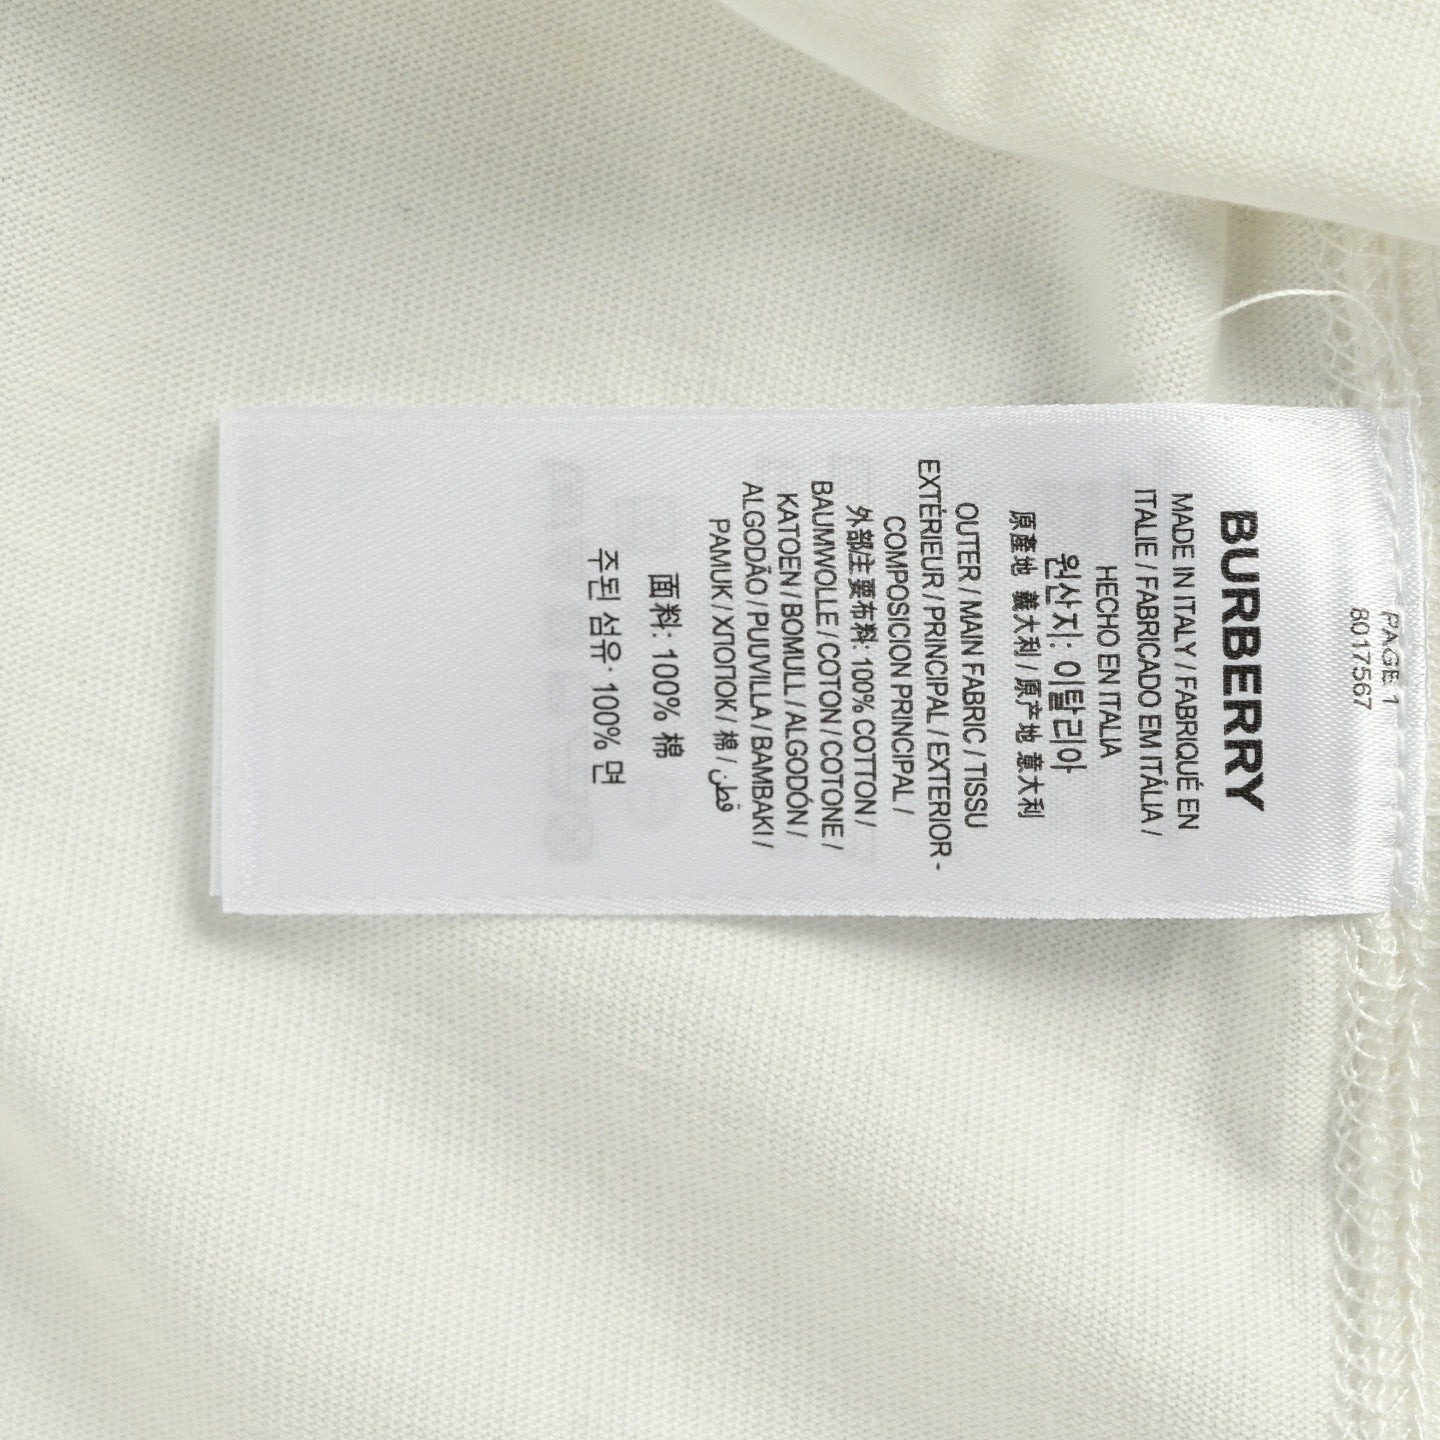 PAGE 1
8017567
BURBERRY
MADE IN ITALY / FABRIQUÉ EN
ITALIE / FABRICADO EM ITÁLIA /
HECHO EN ITALIA
원산지: 이탈리아
原產地 義大利 / 原产地 意大利
OUTER / MAIN FABRIC / TISSU
EXTÉRIEUR / PRINCIPAL / EXTERIOR -
COMPOSICION PRINCIPAL /
外部主要布料: 100% COTTON /
BAUMWOLLE / COTON / COTONE /
KATOEN / BOMULL / ALGODÓN /
ALGODÃO / PUUVILLA / BAMBAKI /
PAMUK / ХПОПОК / 棉 / قطن
面料: 100% 棉
주된 섬유: 100% 면